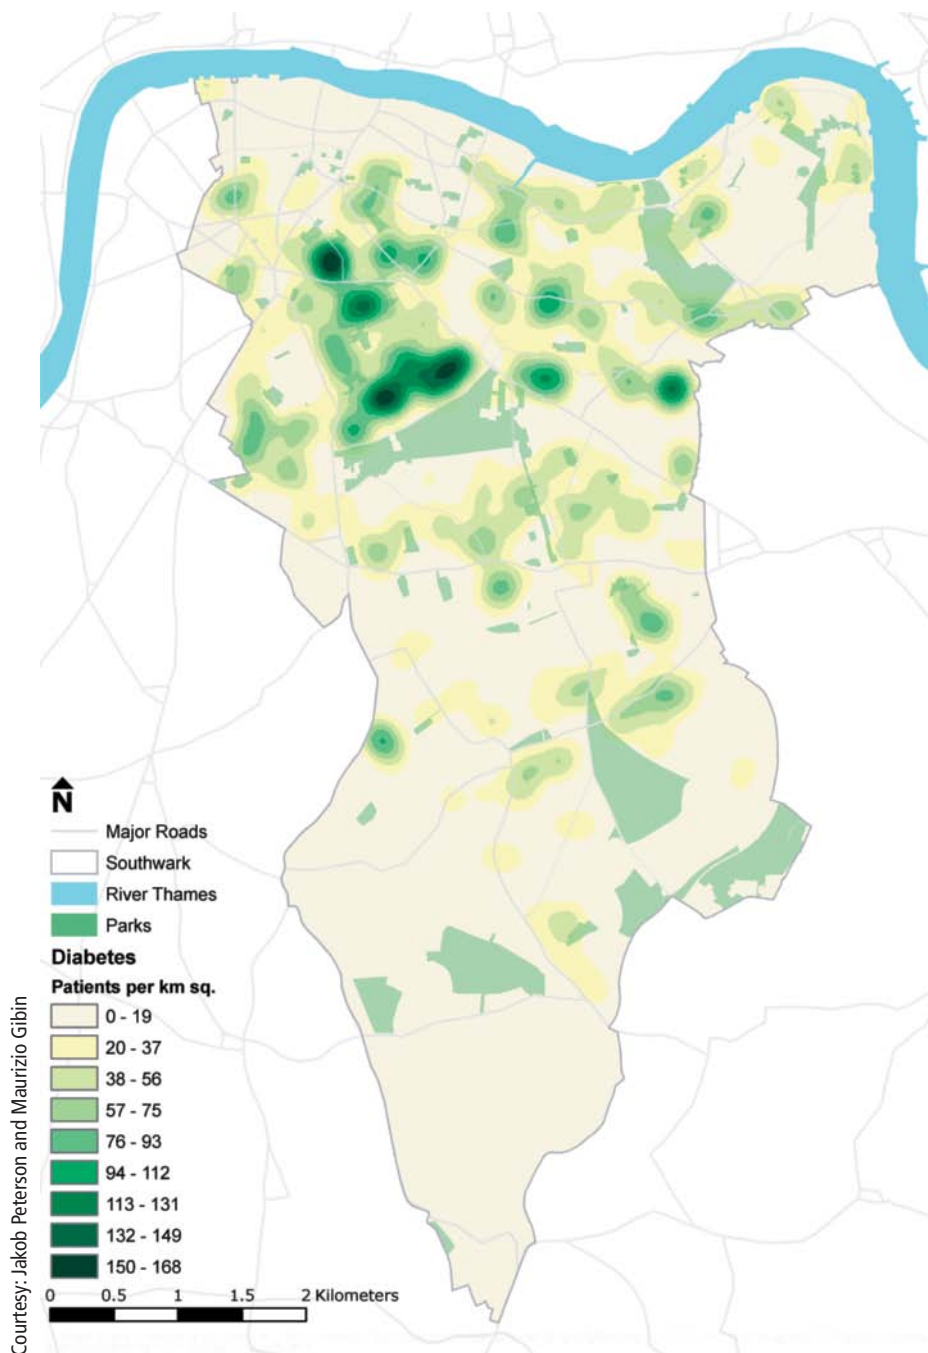 N
Major Roads
Southwark
River Thames
Parks
Diabetes
Patients per km sq.
0 - 19
20 - 37
38 - 56
57 - 75
76 - 93
94 - 112
113 - 131
132 - 149
150 - 168
0 0.5 1 1.5 2 Kilometers
Courtesy: Jakob Peterson and Maurizio Gibin